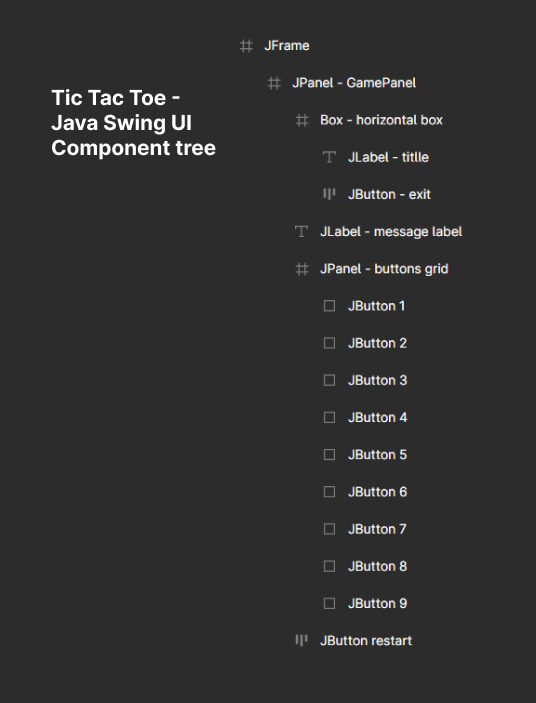 Tic Tac Toe -
Java Swing UI
Component tree
JFrame
JPanel - GamePanel
Box - horizontal box
JLabel - titlle
JButton - exit
JLabel - message label
JPanel - buttons grid
JButton 1
JButton 2
JButton 3
JButton 4
JButton 5
JButton 6
JButton 7
JButton 8
JButton 9
JButton restart